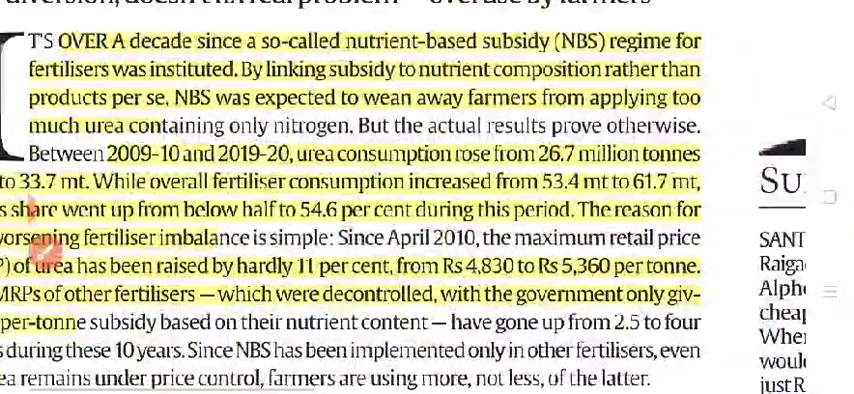 diversion, doesn't fix real problem — overuse by farmers
IT'S OVER A decade since a so-called nutrient-based subsidy (NBS) regime for
fertilisers was instituted. By linking subsidy to nutrient composition rather than
products per se, NBS was expected to wean away farmers from applying too
much urea containing only nitrogen. But the actual results prove otherwise.
Between 2009-10 and 2019-20, urea consumption rose from 26.7 million tonnes
to 33.7 mt. While overall fertiliser consumption increased from 53.4 mt to 61.7 mt,
s share went up from below half to 54.6 per cent during this period. The reason for
worsening fertiliser imbalance is simple: Since April 2010, the maximum retail price
P) of urea has been raised by hardly 11 per cent, from Rs 4,830 to Rs 5,360 per tonne.
MRPs of other fertilisers — which were decontrolled, with the government only giv-
per-tonne subsidy based on their nutrient content — have gone up from 2.5 to four
s during these 10 years. Since NBS has been implemented only in other fertilisers, even
ea remains under price control, farmers are using more, not less, of the latter.
SU
SANT
Raiga
Alph
cheap
When
would
just R